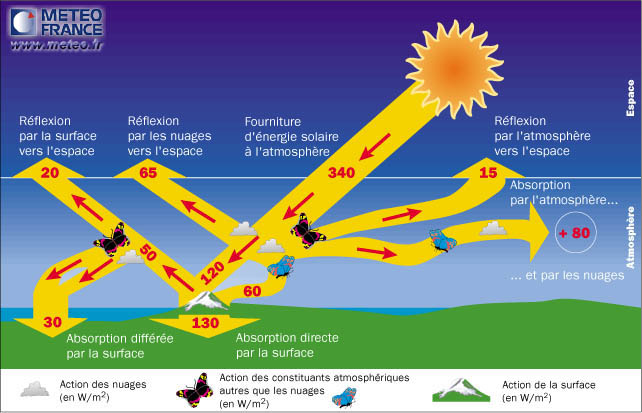 METEO
FRANCE
www.meteo.fr
Espace
Réflexion
par la surface
vers l'espace
Réflexion
par les nuages
vers l'espace
Fourniture
d'énergie solaire
à l'atmosphère
Réflexion
par l'atmosphère
vers l'espace
20
65
340
15
Absorption
par l'atmosphère...
Atmosphère
+ 80
50
120
60
... et par les nuages
30
130
Absorption différée
par la surface
Absorption directe
par la surface
Action des nuages
(en W/m2)
Action des constituants atmosphériques
autres que les nuages
(en W/m2)
Action de la surface
(en W/m2)